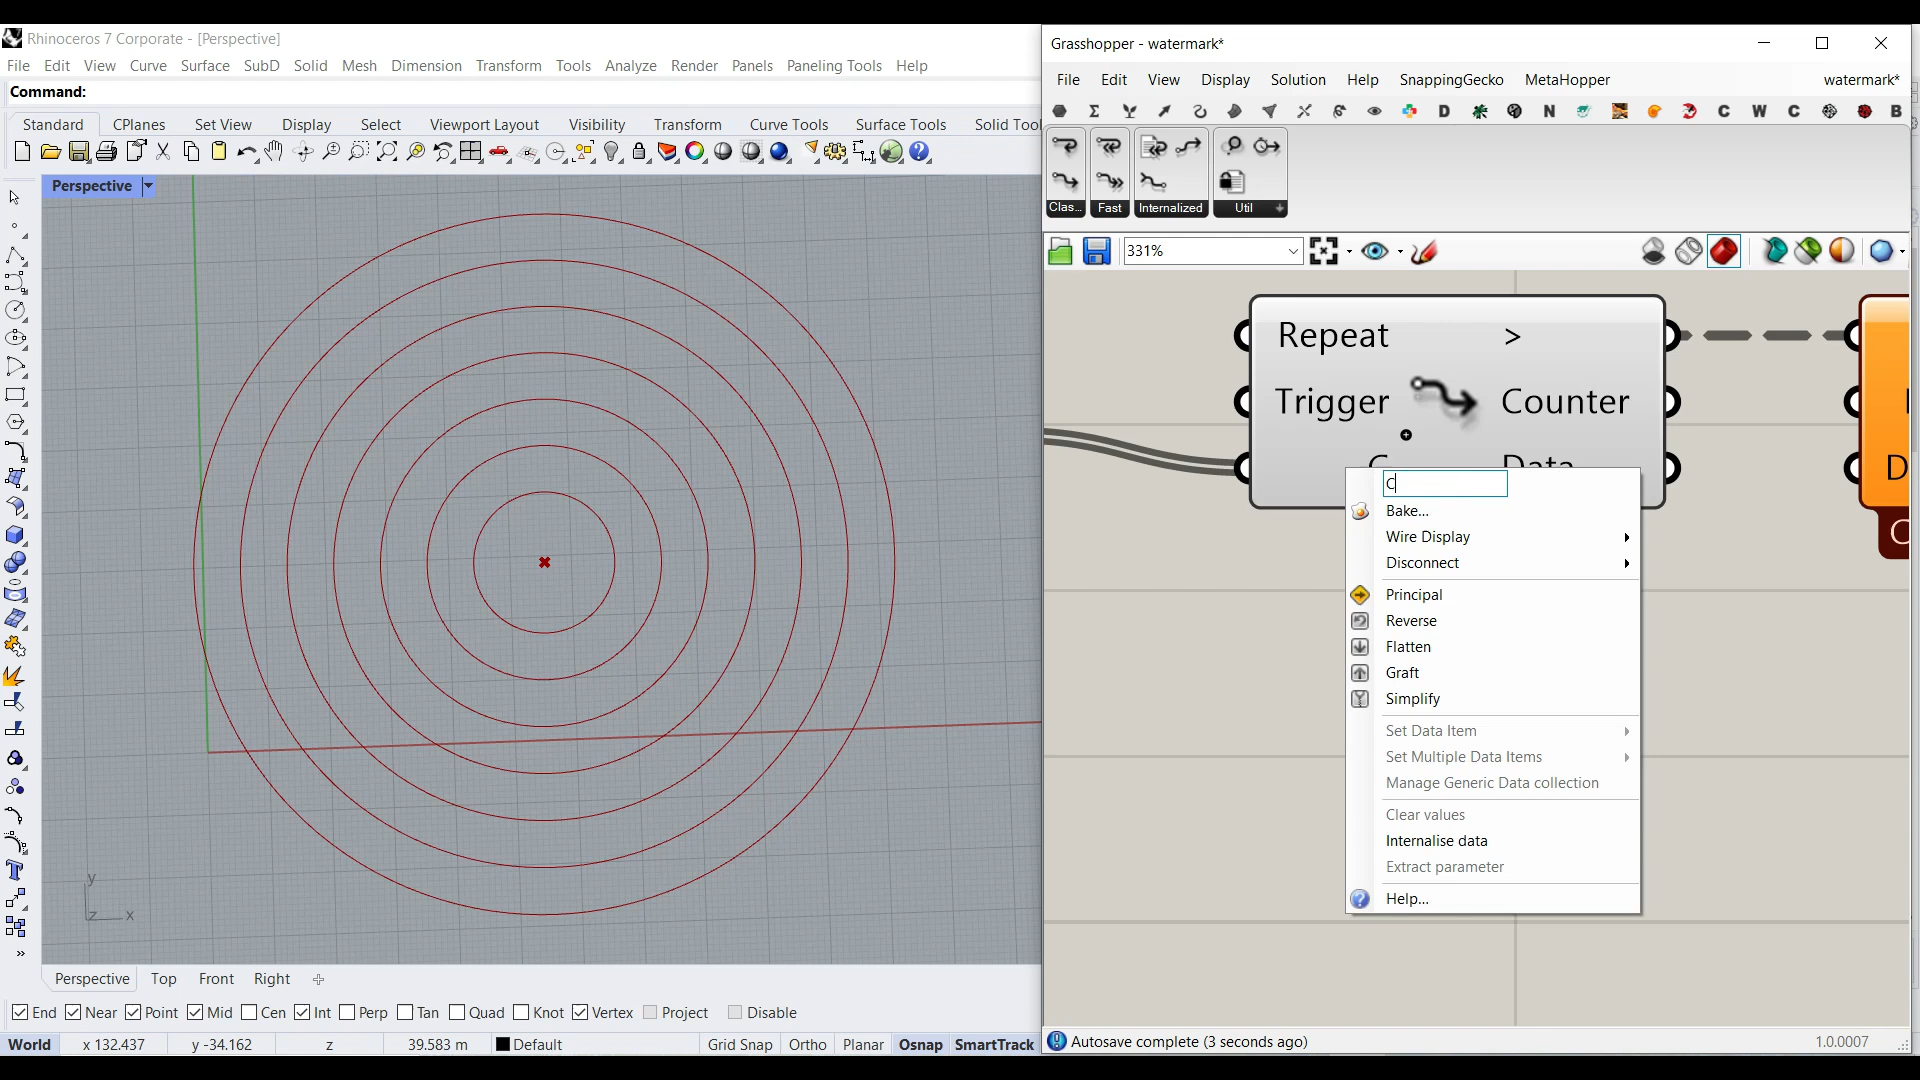 Rhinoceros 7 Corporate - [Perspective]
File Edit View Curve Surface SubD Solid Mesh Dimension Transform Tools Analyze Render Panels Paneling Tools Help
Command:
Standard CPlanes Set View Display Select Viewport Layout Visibility Transform Curve Tools Surface Tools Solid Tool
Perspective
y
z x
Perspective Top Front Right
End Near Point Mid Cen Int Perp Tan Quad Knot Vertex Project Disable
World x 132.437 y -34.162 z 39.583 m Default Grid Snap Ortho Planar Osnap SmartTrack
Grasshopper - watermark*
File Edit View Display Solution Help SnappingGecko MetaHopper watermark*
D N C W C B
Clas... Fast Internalized Util
331%
Repeat >
Trigger Counter
C Data
D
C
Bake...
Wire Display
Disconnect
Principal
Reverse
Flatten
Graft
Simplify
Set Data Item
Set Multiple Data Items
Manage Generic Data collection
Clear values
Internalise data
Extract parameter
Help...
Autosave complete (3 seconds ago) 1.0.0007